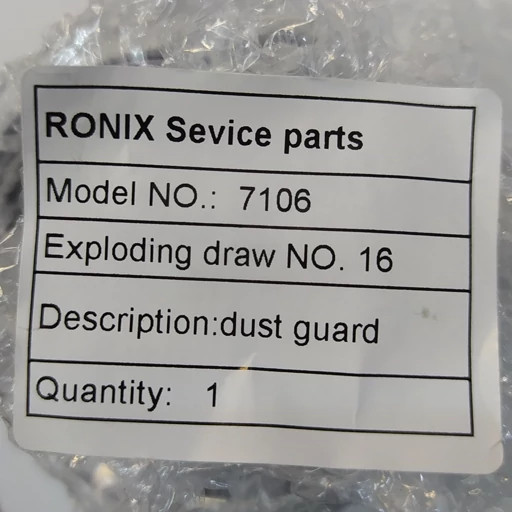 RONIX Sevice parts
Model NO.: 7106
Exploding draw NO. 16
Description:dust guard
Quantity: 1